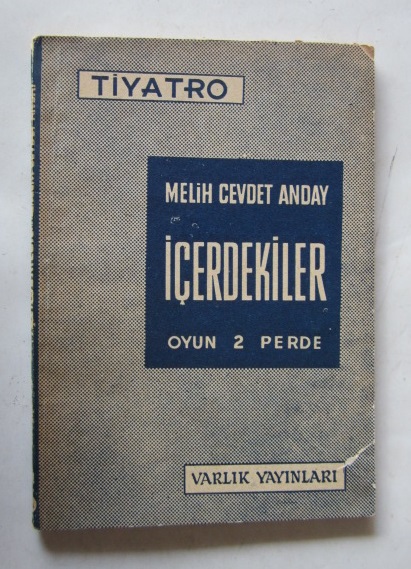 TİYATRO
MELİH CEVDET ANDAY
İÇERDEKİLER
OYUN 2 PERDE
VARLIK YAYINLARI